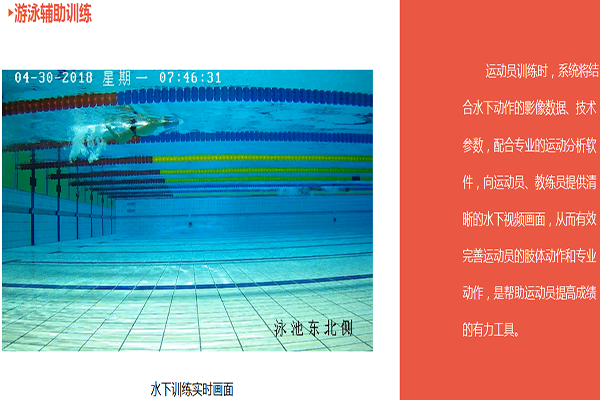 游泳辅助训练
04-30-2018 星期一 07:46:31
泳池东北侧
水下训练实时画面
运动员训练时，系统将结
合水下动作的影像数据、技术
参数，配合专业的运动分析软
件，向运动员、教练员提供清
晰的水下视频画面，从而有效
完善运动员的肢体动作和专业
动作，是帮助运动员提高成绩
的有力工具。